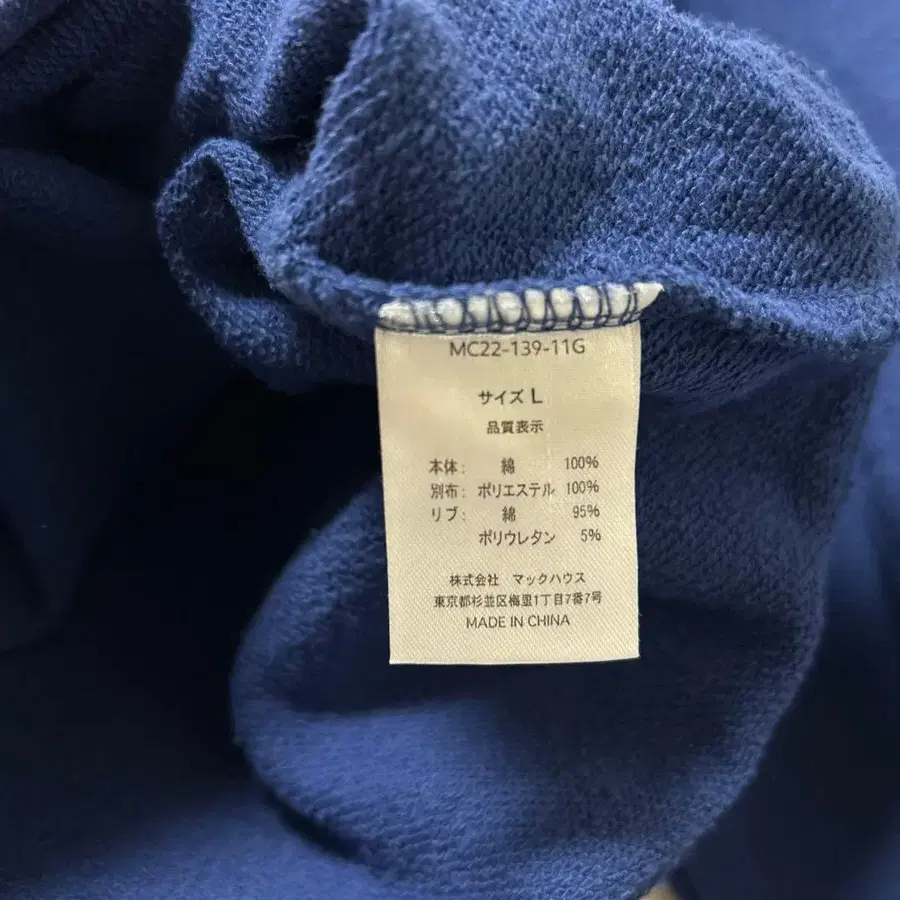 MC22-139-11G
サイズ L
品質表示
本体: 綿 100%
別布: ポリエステル 100%
リブ: 綿 95%
ポリウレタン 5%
株式会社 マックハウス
東京都杉並区梅里1丁目7番7号
MADE IN CHINA